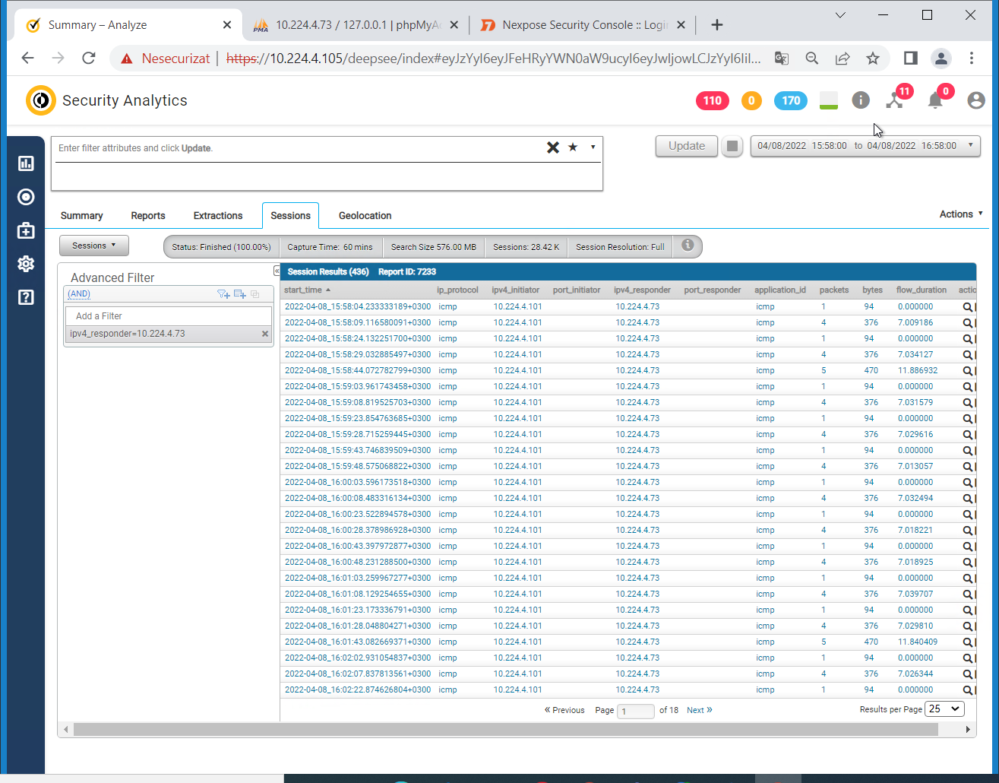 Summary – Analyze
10.224.4.73 / 127.0.0.1 | phpMyA
Nexpose Security Console :: Logi
Nesecurizat | https://10.224.4.105/deepsee/index#eyJzYyI6eyJFeHRyYWN0aW9ucyI6eyJwIjowLCJzYyI6Iil...
Security Analytics
110 0 170 11 0
Enter filter attributes and click Update.
Update
04/08/2022 15:58:00 to 04/08/2022 16:58:00
Summary Reports Extractions Sessions Geolocation Actions
Sessions
Status: Finished (100.00%) Capture Time: 60 mins Search Size 576.00 MB Sessions: 28.42 K Session Resolution: Full
Advanced Filter
(AND)
Add a Filter
ipv4_responder=10.224.4.73
Session Results (436) Report ID: 7233
start_time ip_protocol ipv4_initiator port_initiator ipv4_responder port_responder application_id packets bytes flow_duration actic
2022-04-08_15:58:04.233333189+0300 icmp 10.224.4.101 10.224.4.73 icmp 1 94 0.000000
2022-04-08_15:58:09.116580091+0300 icmp 10.224.4.101 10.224.4.73 icmp 4 376 7.009186
2022-04-08_15:58:24.132251700+0300 icmp 10.224.4.101 10.224.4.73 icmp 1 94 0.000000
2022-04-08_15:58:29.032885497+0300 icmp 10.224.4.101 10.224.4.73 icmp 4 376 7.034127
2022-04-08_15:58:44.072782799+0300 icmp 10.224.4.101 10.224.4.73 icmp 5 470 11.886932
2022-04-08_15:59:03.961743458+0300 icmp 10.224.4.101 10.224.4.73 icmp 1 94 0.000000
2022-04-08_15:59:08.819525703+0300 icmp 10.224.4.101 10.224.4.73 icmp 4 376 7.031579
2022-04-08_15:59:23.854763685+0300 icmp 10.224.4.101 10.224.4.73 icmp 1 94 0.000000
2022-04-08_15:59:28.715259445+0300 icmp 10.224.4.101 10.224.4.73 icmp 4 376 7.029616
2022-04-08_15:59:43.746839509+0300 icmp 10.224.4.101 10.224.4.73 icmp 1 94 0.000000
2022-04-08_15:59:48.575068822+0300 icmp 10.224.4.101 10.224.4.73 icmp 4 376 7.013057
2022-04-08_16:00:03.596173518+0300 icmp 10.224.4.101 10.224.4.73 icmp 1 94 0.000000
2022-04-08_16:00:08.483316134+0300 icmp 10.224.4.101 10.224.4.73 icmp 4 376 7.032494
2022-04-08_16:00:23.522894578+0300 icmp 10.224.4.101 10.224.4.73 icmp 1 94 0.000000
2022-04-08_16:00:28.378986928+0300 icmp 10.224.4.101 10.224.4.73 icmp 4 376 7.018221
2022-04-08_16:00:43.397972877+0300 icmp 10.224.4.101 10.224.4.73 icmp 1 94 0.000000
2022-04-08_16:00:48.231288500+0300 icmp 10.224.4.101 10.224.4.73 icmp 4 376 7.018925
2022-04-08_16:01:03.259967277+0300 icmp 10.224.4.101 10.224.4.73 icmp 1 94 0.000000
2022-04-08_16:01:08.129254655+0300 icmp 10.224.4.101 10.224.4.73 icmp 4 376 7.039707
2022-04-08_16:01:23.173336791+0300 icmp 10.224.4.101 10.224.4.73 icmp 1 94 0.000000
2022-04-08_16:01:28.048804271+0300 icmp 10.224.4.101 10.224.4.73 icmp 4 376 7.029810
2022-04-08_16:01:43.082669371+0300 icmp 10.224.4.101 10.224.4.73 icmp 5 470 11.840409
2022-04-08_16:02:02.931054837+0300 icmp 10.224.4.101 10.224.4.73 icmp 1 94 0.000000
2022-04-08_16:02:07.837813561+0300 icmp 10.224.4.101 10.224.4.73 icmp 4 376 7.026344
2022-04-08_16:02:22.874626804+0300 icmp 10.224.4.101 10.224.4.73 icmp 1 94 0.000000
« Previous Page 1 of 18 Next » Results per Page 25